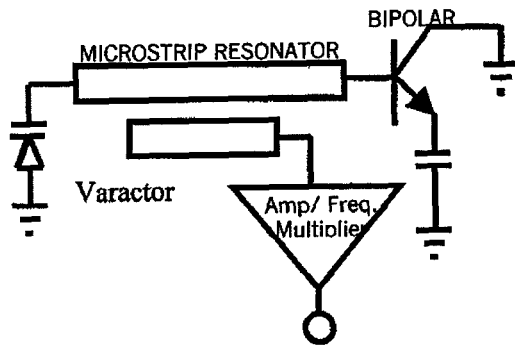 BIPOLAR
MICROSTRIP RESONATOR
Varactor
Amp/ Freq.
Multiplier